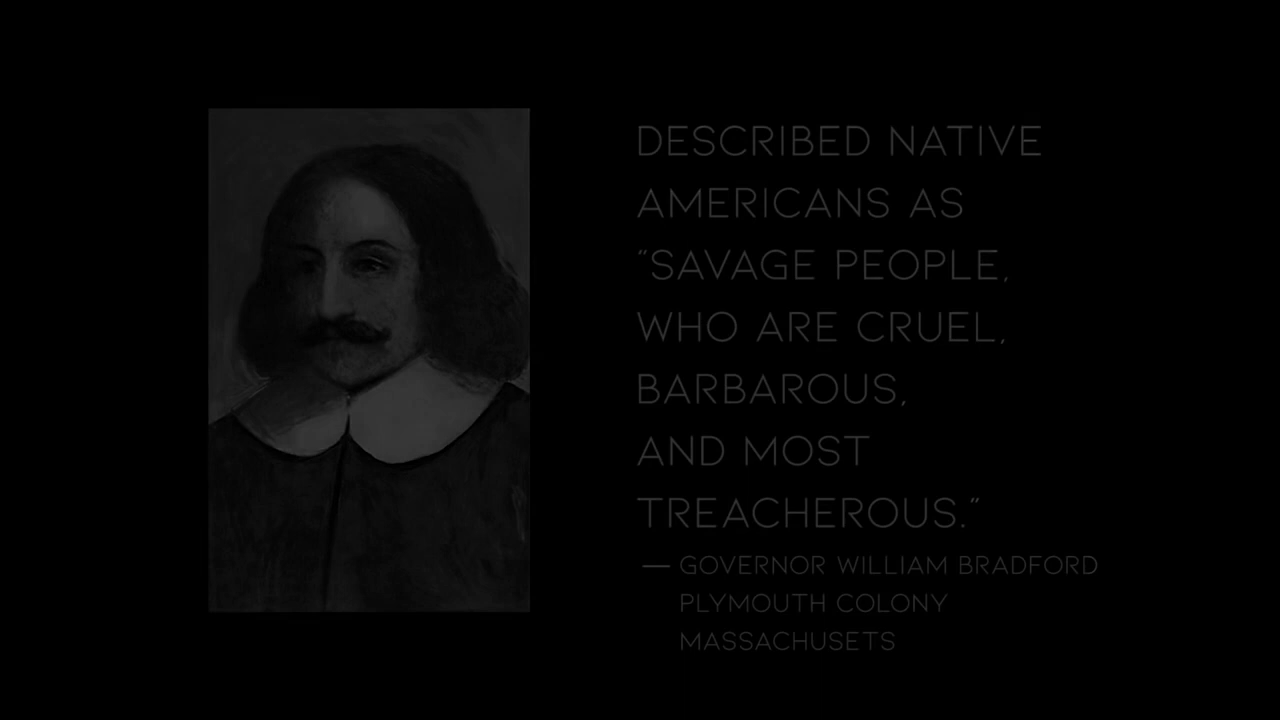 DESCRIBED NATIVE
AMERICANS AS
“SAVAGE PEOPLE,
WHO ARE CRUEL,
BARBAROUS,
AND MOST
TREACHEROUS.”
— GOVERNOR WILLIAM BRADFORD
PLYMOUTH COLONY
MASSACHUSETS